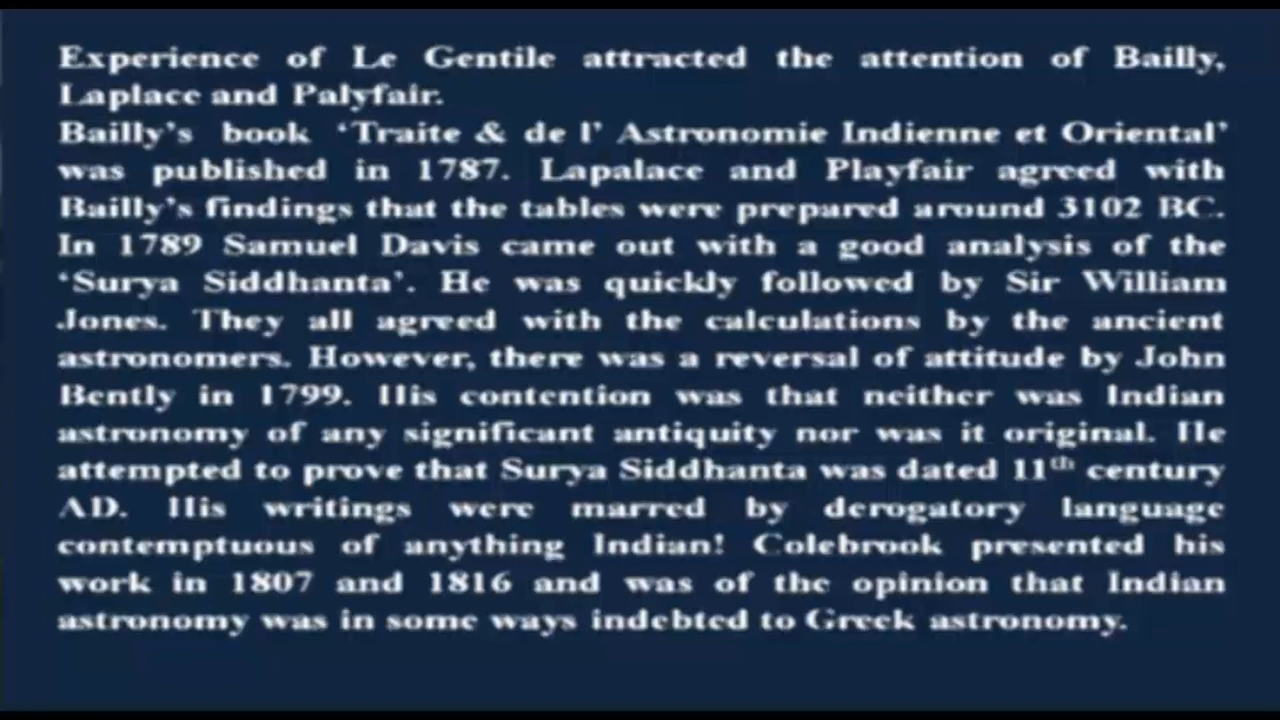 Experience of Le Gentile attracted the attention of Bailly,
Laplace and Palyfair.
Bailly's book 'Traite & de l' Astronomie Indienne et Oriental'
was published in 1787. Lapalace and Playfair agreed with
Bailly's findings that the tables were prepared around 3102 BC.
In 1789 Samuel Davis came out with a good analysis of the
'Surya Siddhanta'. He was quickly followed by Sir William
Jones. They all agreed with the calculations by the ancient
astronomers. However, there was a reversal of attitude by John
Bently in 1799. His contention was that neither was Indian
astronomy of any significant antiquity nor was it original. He
attempted to prove that Surya Siddhanta was dated 11th century
AD. His writings were marred by derogatory language
contemptuous of anything Indian! Colebrook presented his
work in 1807 and 1816 and was of the opinion that Indian
astronomy was in some ways indebted to Greek astronomy.